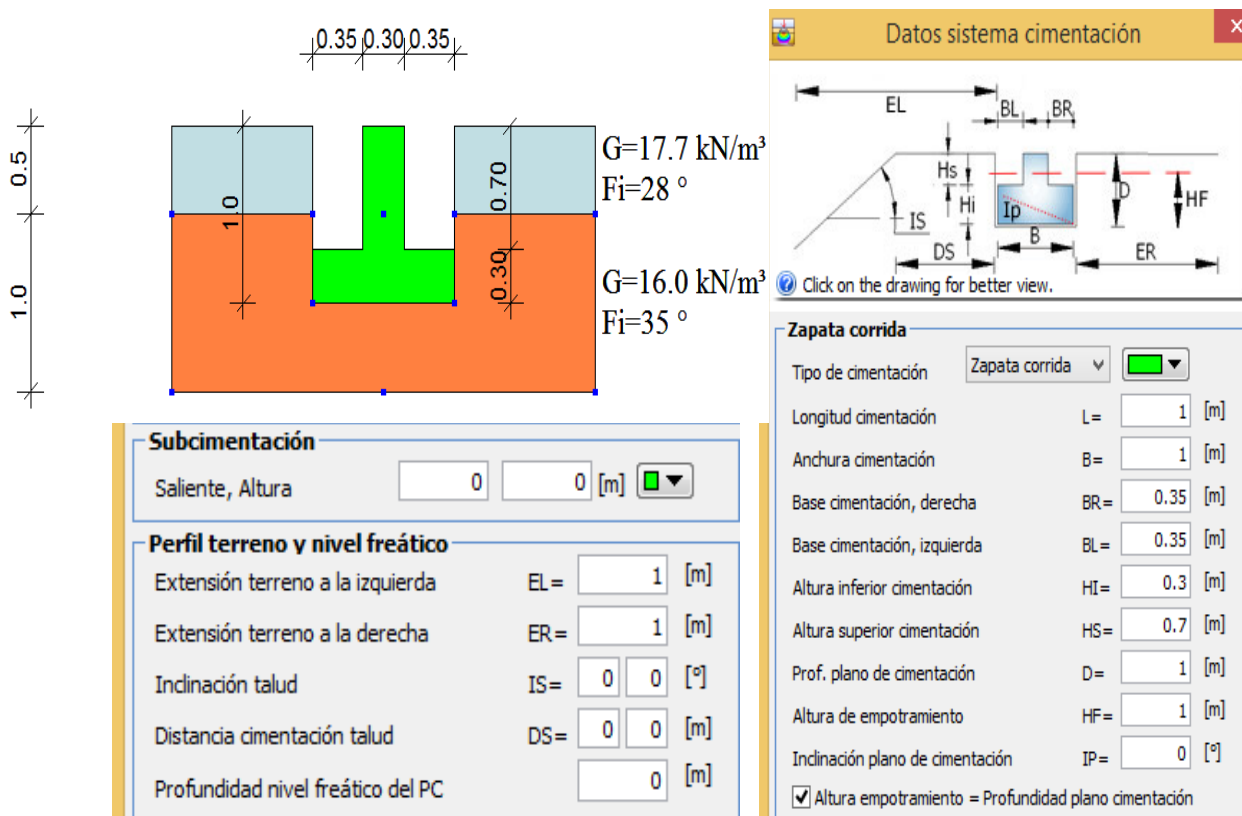 0.35 0.30 0.35
0.5
1.0
1.0
0.70
0.30
G=17.7 kN/m³
Fi=28 °
G=16.0 kN/m³
Fi=35 °
Datos sistema cimentación
x
EL
BL
BR
Hs
Hi
D
HF
Ip
IS
B
DS
ER
Click on the drawing for better view.
Zapata corrida
Tipo de cimentación Zapata corrida
Longitud cimentación L= 1 [m]
Anchura cimentación B= 1 [m]
Base cimentación, derecha BR= 0.35 [m]
Base cimentación, izquierda BL= 0.35 [m]
Altura inferior cimentación HI= 0.3 [m]
Altura superior cimentación HS= 0.7 [m]
Prof. plano de cimentación D= 1 [m]
Altura de empotramiento HF= 1 [m]
Inclinación plano de cimentación IP= 0 [°]
Altura empotramiento = Profundidad plano cimentación
Subcimentación
Saliente, Altura 0 0 [m]
Perfil terreno y nivel freático
Extensión terreno a la izquierda EL= 1 [m]
Extensión terreno a la derecha ER= 1 [m]
Inclinación talud IS= 0 0 [°]
Distancia cimentación talud DS= 0 0 [m]
Profundidad nivel freático del PC 0 [m]